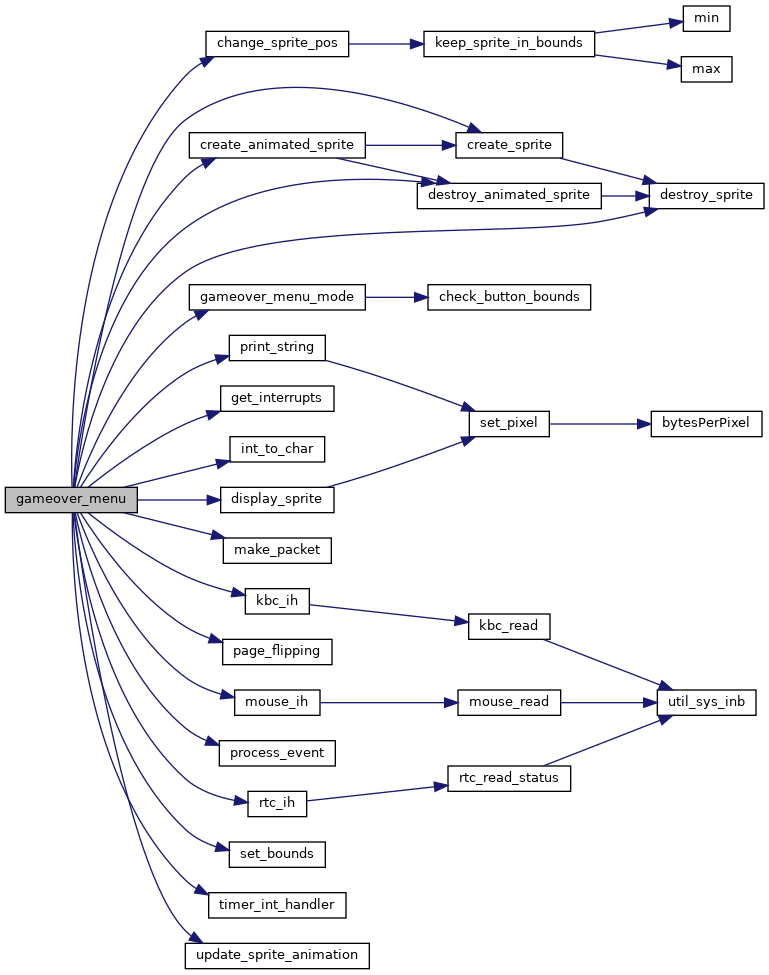 min
change_sprite_pos
keep_sprite_in_bounds
max
create_animated_sprite
create_sprite
destroy_animated_sprite
destroy_sprite
gameover_menu_mode
check_button_bounds
print_string
get_interrupts
set_pixel
bytesPerPixel
int_to_char
gameover_menu
display_sprite
make_packet
kbc_ih
kbc_read
page_flipping
mouse_ih
mouse_read
util_sys_inb
process_event
rtc_read_status
rtc_ih
set_bounds
timer_int_handler
update_sprite_animation